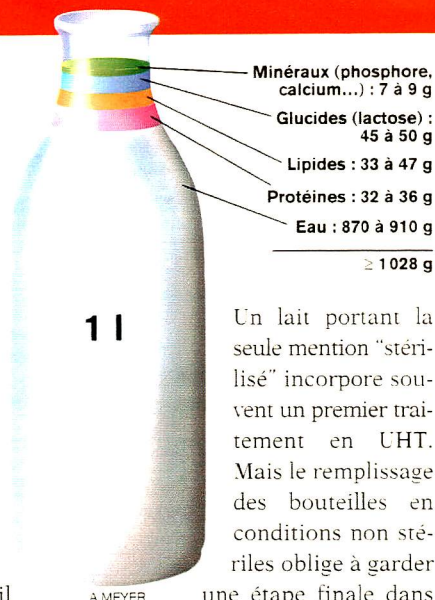 Minéraux (phosphore,
calcium...) : 7 à 9 g
Glucides (lactose) :
45 à 50 g
Lipides : 33 à 47 g
Protéines : 32 à 36 g
Eau : 870 à 910 g
≥ 1028 g
1 l
Un lait portant la
seule mention "stéri-
lisé" incorpore sou-
vent un premier trai-
tement en UHT.
Mais le remplissage
des bouteilles en
conditions non sté-
riles oblige à garder
il
A.MEYER
une étape finale dans